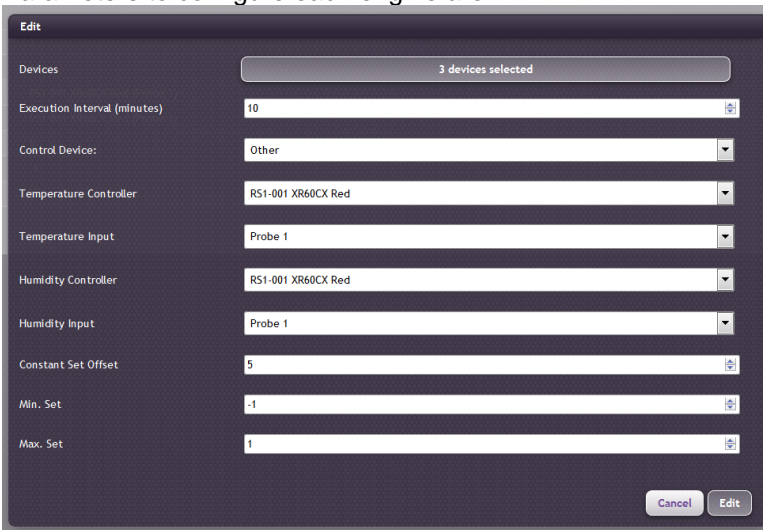 Edit
Devices 3 devices selected
Execution Interval (minutes) 10
Control Device: Other
Temperature Controller RS1-001 XR60CX Red
Temperature Input Probe 1
Humidity Controller RS1-001 XR60CX Red
Humidity Input Probe 1
Constant Set Offset 5
Min. Set -1
Max. Set 1
Cancel Edit